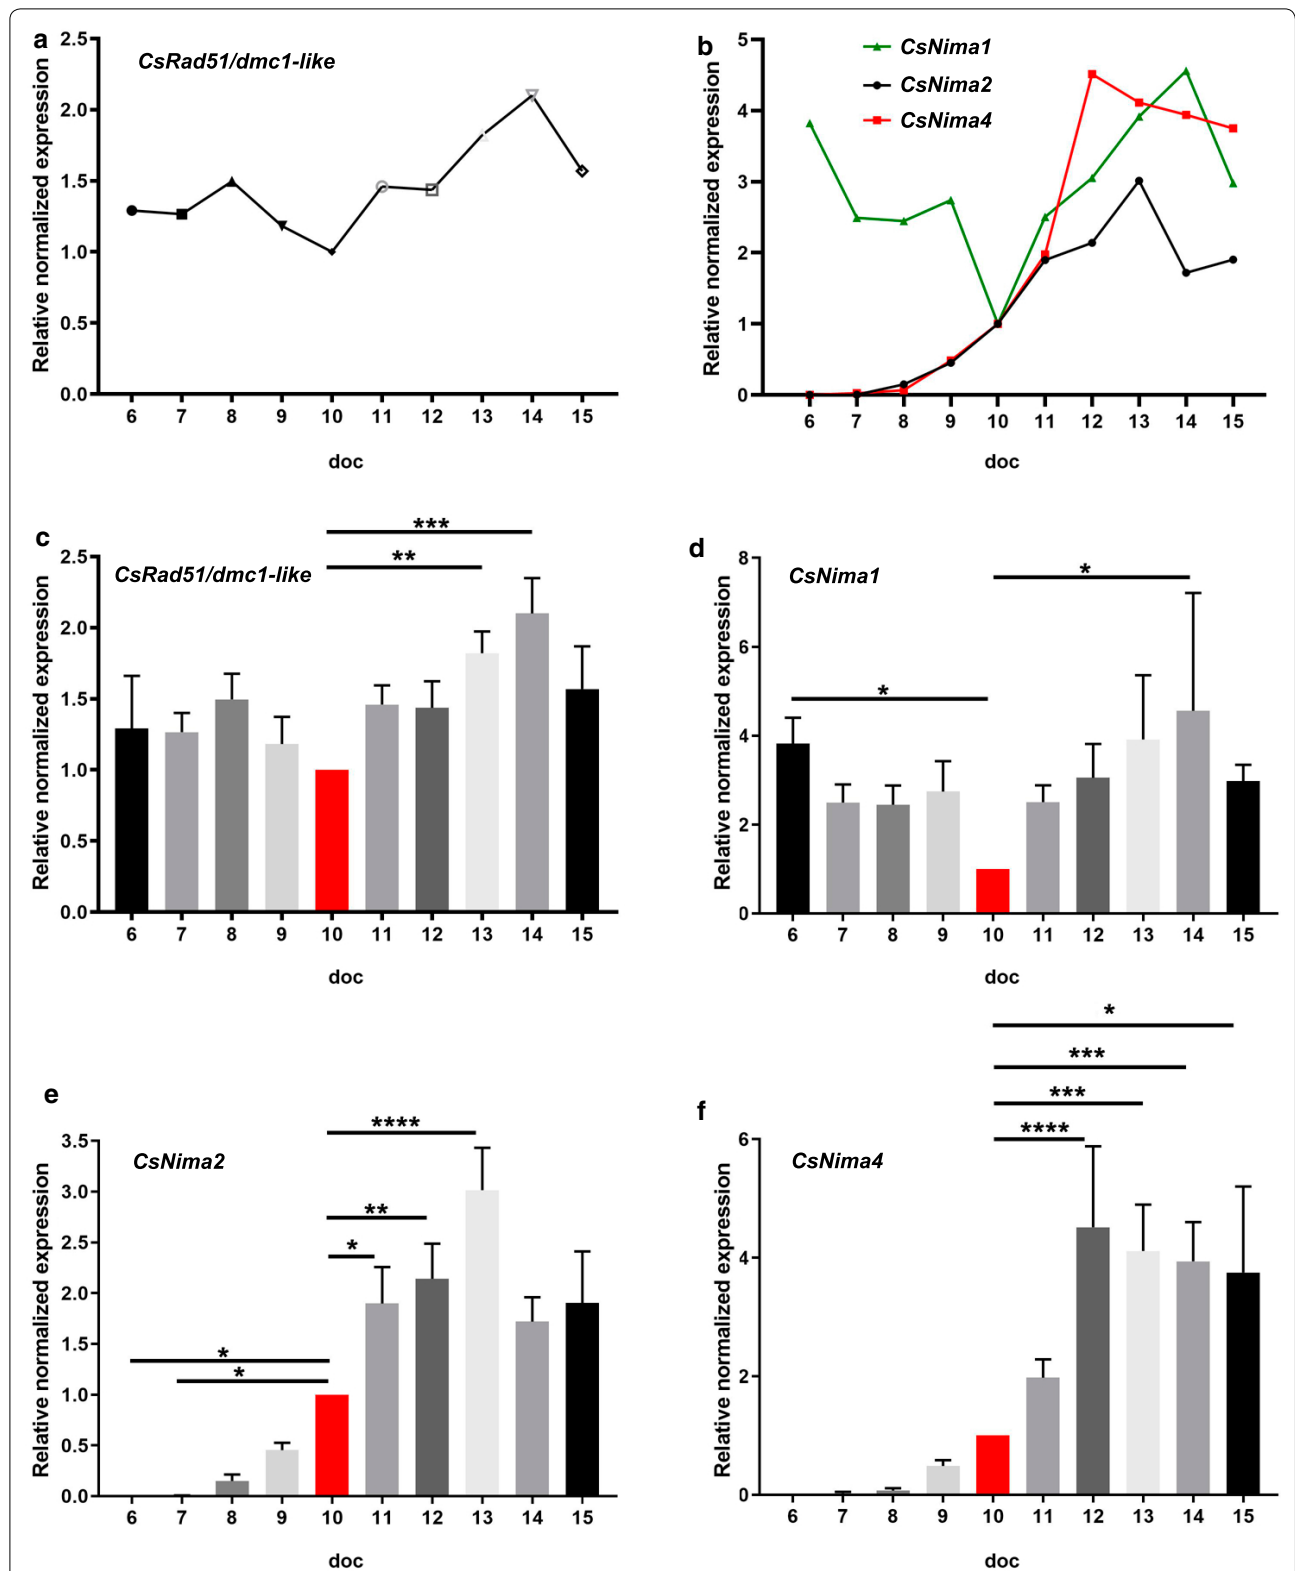 a
CsRad51/dmc1-like
Relative normalized expression
2.5
2.0
1.5
1.0
0.5
0.0
6 7 8 9 10 11 12 13 14 15
doc
b
CsNima1
CsNima2
CsNima4
Relative normalized expression
5
4
3
2
1
0
6 7 8 9 10 11 12 13 14 15
doc
c
***
**
CsRad51/dmc1-like
Relative normalized expression
2.5
2.0
1.5
1.0
0.5
0.0
6 7 8 9 10 11 12 13 14 15
doc
d
CsNima1
*
*
Relative normalized expression
8
6
4
2
0
6 7 8 9 10 11 12 13 14 15
doc
e
CsNima2
****
**
*
*
*
Relative normalized expression
3.5
3.0
2.5
2.0
1.5
1.0
0.5
0.0
6 7 8 9 10 11 12 13 14 15
doc
f
*
***
***
****
CsNima4
Relative normalized expression
6
4
2
0
6 7 8 9 10 11 12 13 14 15
doc